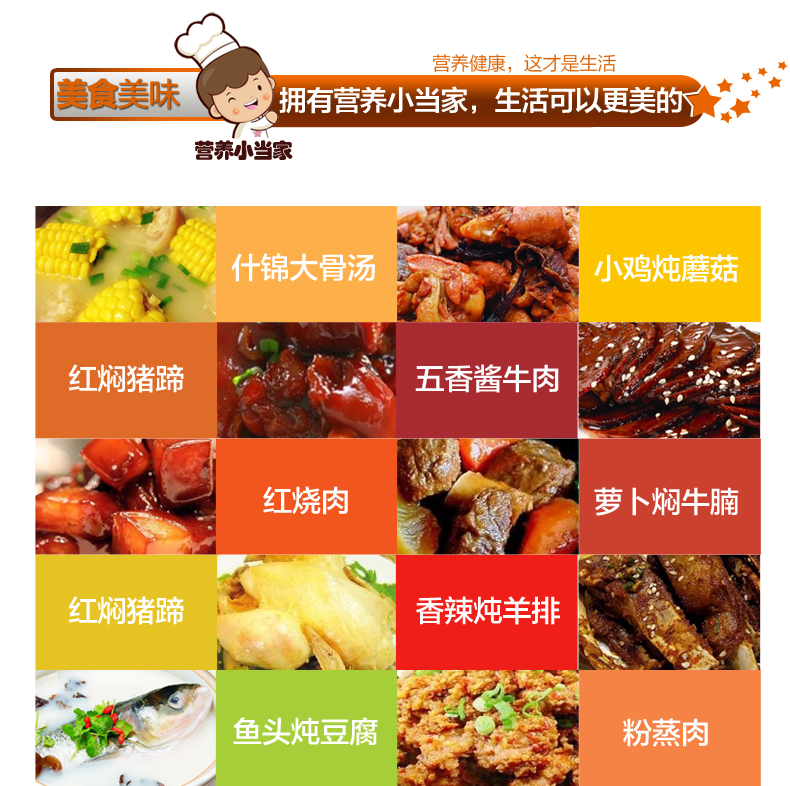 营养健康，这才是生活
美食美味
拥有营养小当家，生活可以更美的
营养小当家
什锦大骨汤
小鸡炖蘑菇
红焖猪蹄
五香酱牛肉
红烧肉
萝卜焖牛腩
红焖猪蹄
香辣炖羊排
鱼头炖豆腐
粉蒸肉